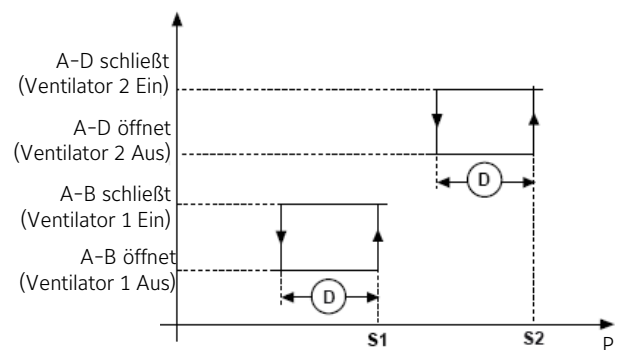 A-D schließt
(Ventilator 2 Ein)
A-D öffnet
(Ventilator 2 Aus)
D
A-B schließt
(Ventilator 1 Ein)
A-B öffnet
(Ventilator 1 Aus)
D
S1
S2
P